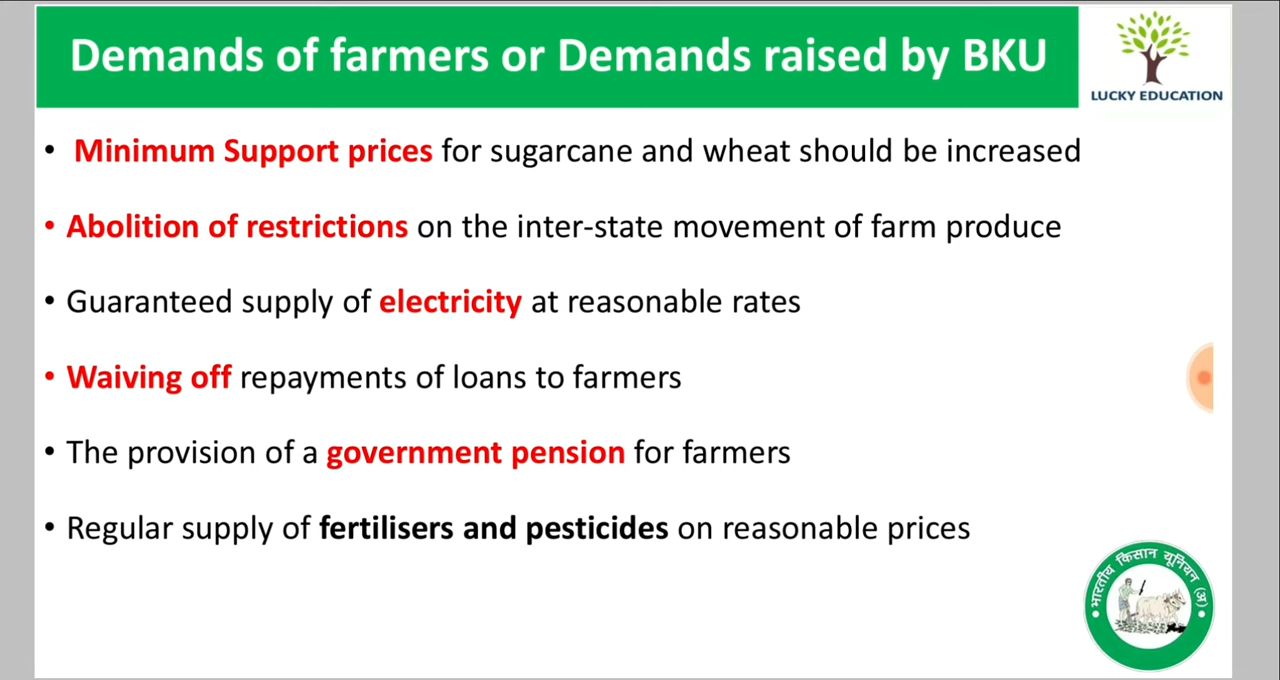 Demands of farmers or Demands raised by BKU
LUCKY EDUCATION
• Minimum Support prices for sugarcane and wheat should be increased
• Abolition of restrictions on the inter-state movement of farm produce
• Guaranteed supply of electricity at reasonable rates
• Waiving off repayments of loans to farmers
• The provision of a government pension for farmers
• Regular supply of fertilisers and pesticides on reasonable prices
भारतीय किसान यूनियन (अ)